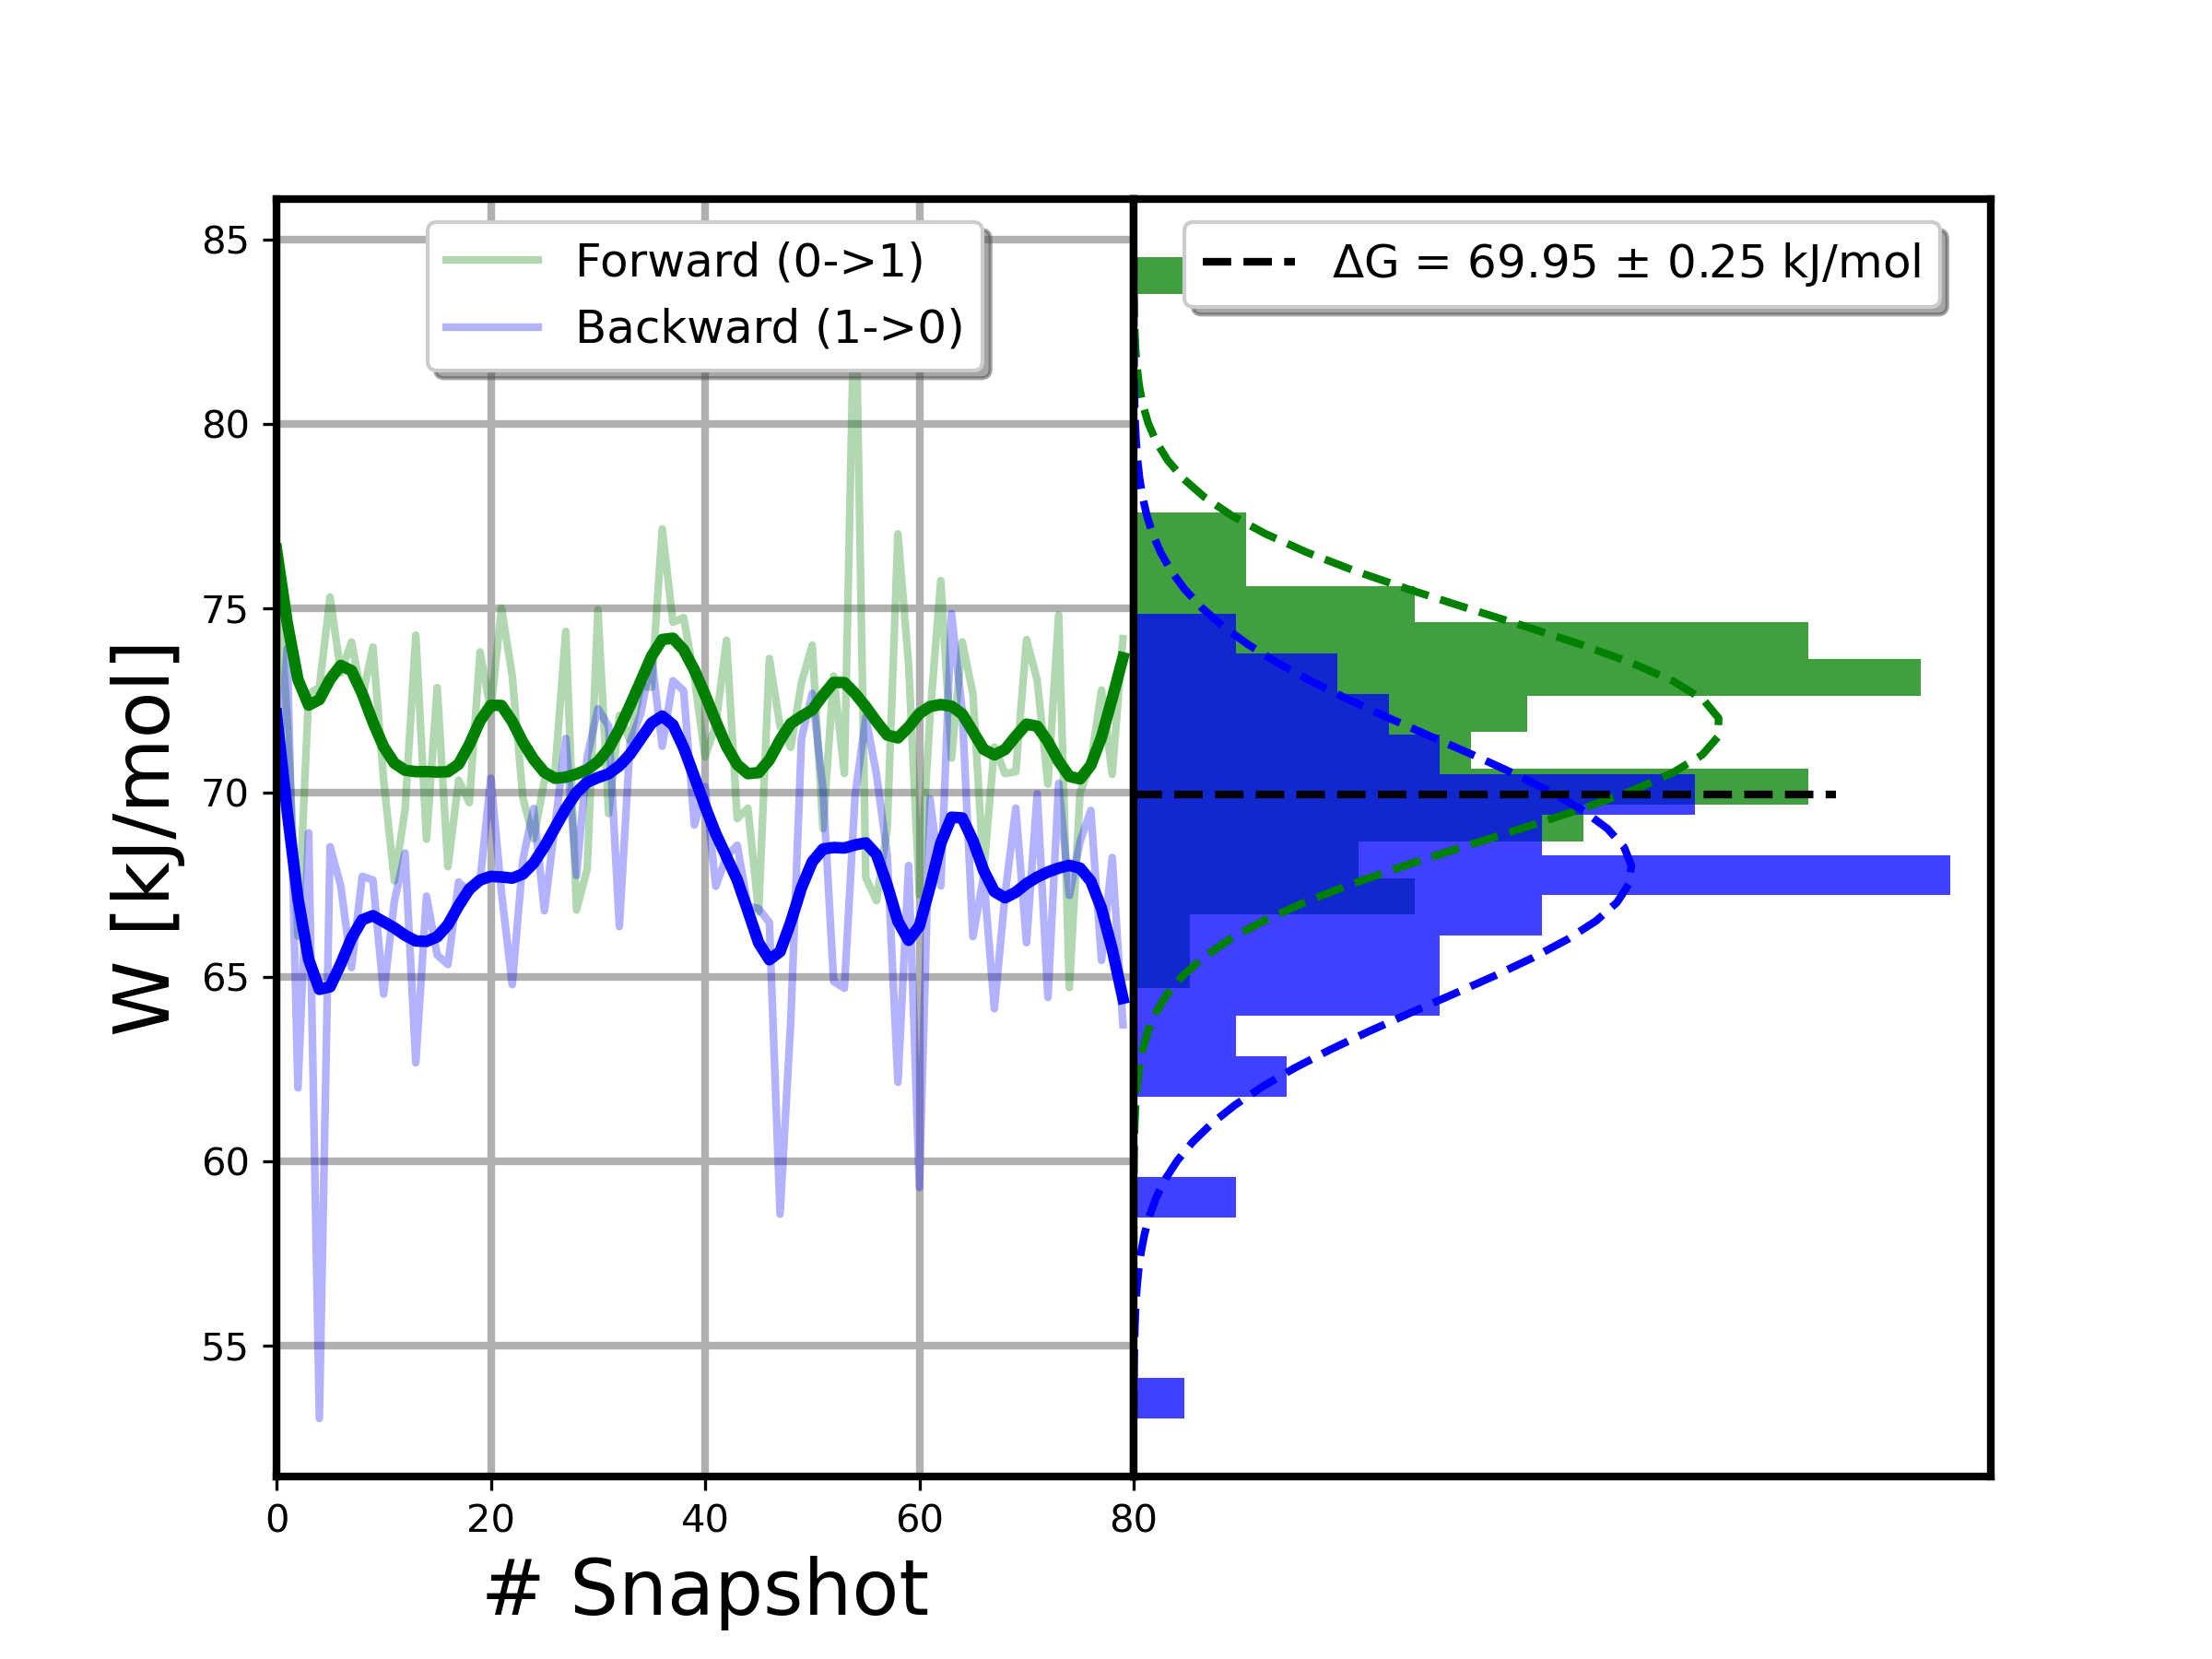 85
80
75
70
65
60
55
W [kJ/mol]
Forward (0->1)
Backward (1->0)
ΔG = 69.95 ± 0.25 kJ/mol
0 20 40 60 80
# Snapshot